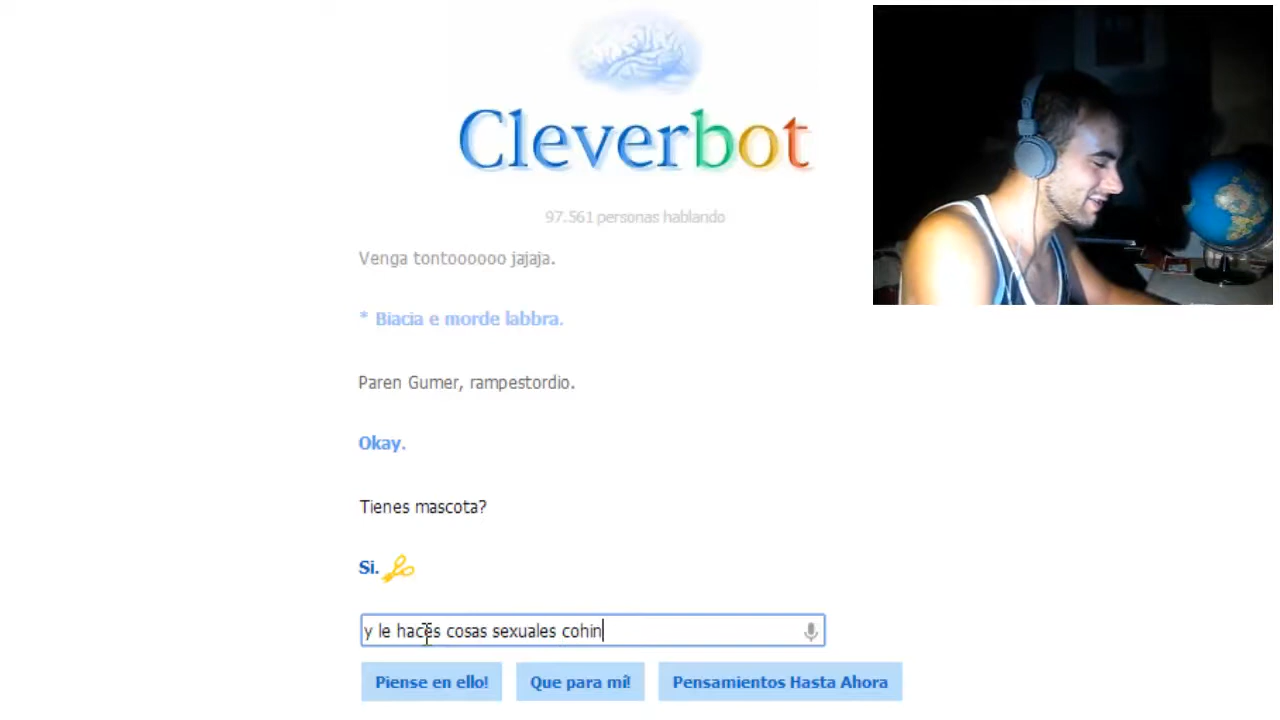 Cleverbot
97.561 personas hablando
Venga tontoooooo jajaja.
* Biacia e morde labbra.
Paren Gumer, rampestordio.
Okay.
Tienes mascota?
Si.
y le haces cosas sexuales cohin
Piense en ello!
Que para mí!
Pensamientos Hasta Ahora